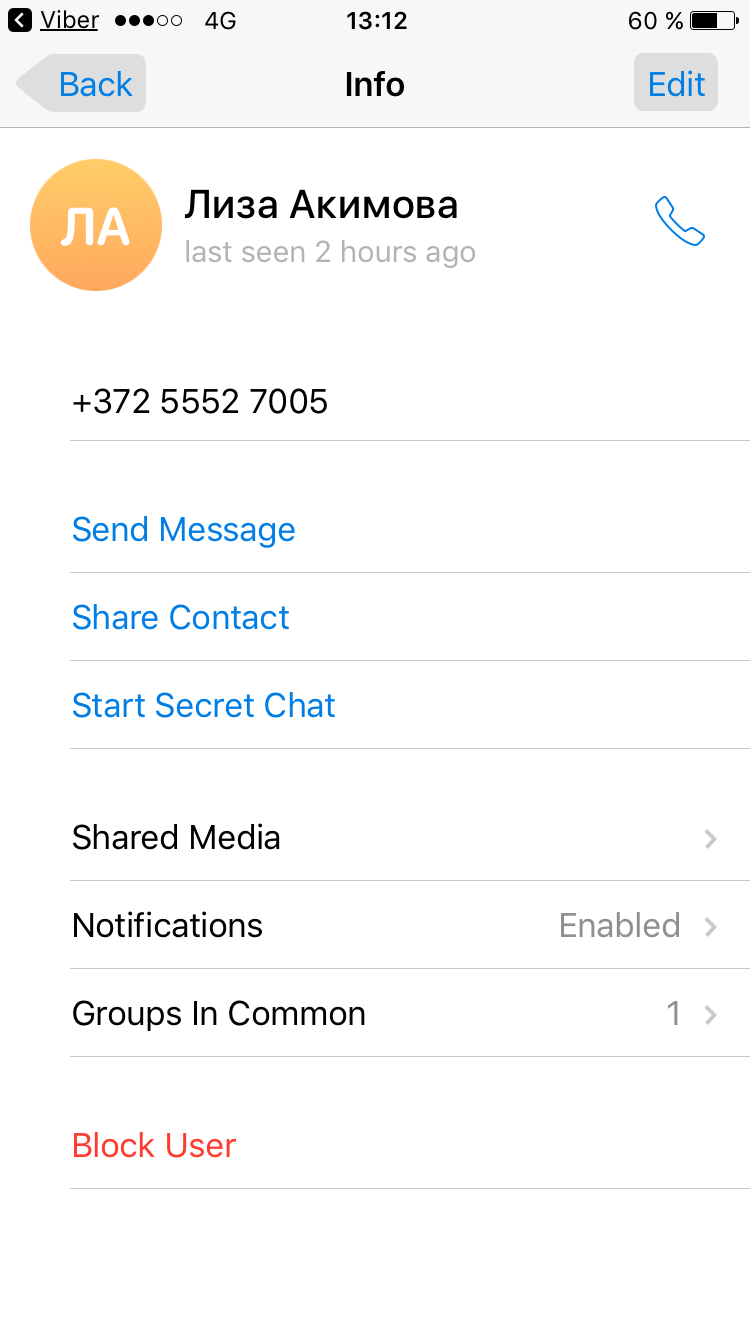 Viber 4G 13:12 60 %
Back Info Edit
ЛА
Лиза Акимова
last seen 2 hours ago
+372 5552 7005
Send Message
Share Contact
Start Secret Chat
Shared Media
Notifications Enabled
Groups In Common 1
Block User